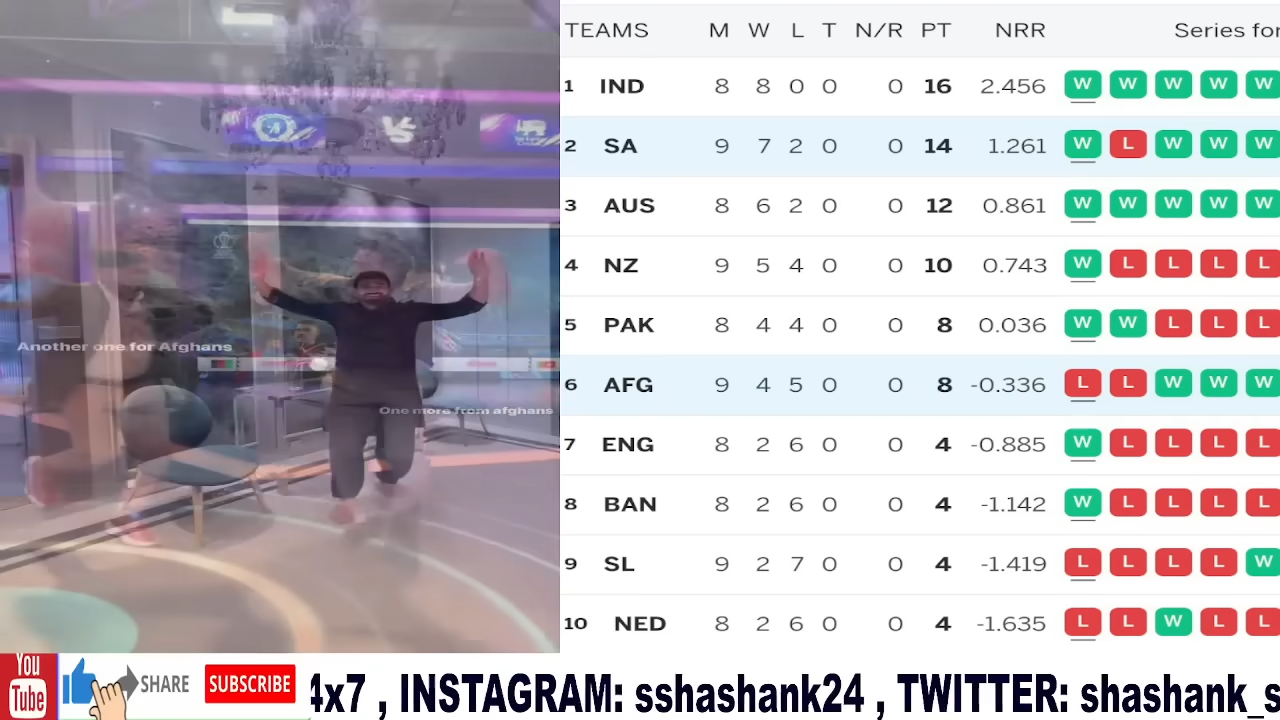 TEAMS M W L T N/R PT NRR Series for
1 IND 8 8 0 0 0 16 2.456 W W W W W
2 SA 9 7 2 0 0 14 1.261 W L W W W
3 AUS 8 6 2 0 0 12 0.861 W W W W W
4 NZ 9 5 4 0 0 10 0.743 W L L L L
5 PAK 8 4 4 0 0 8 0.036 W W L L L
6 AFG 9 4 5 0 0 8 -0.336 L L W W W
7 ENG 8 2 6 0 0 4 -0.885 W L L L L
8 BAN 8 2 6 0 0 4 -1.142 W L L L L
9 SL 9 2 7 0 0 4 -1.419 L L L L W
10 NED 8 2 6 0 0 4 -1.635 L L W L L
VS
Another one for Afghans
One more from afghans
You
Tube
SHARE
SUBSCRIBE
4x7 , INSTAGRAM: sshashank24 , TWITTER: shashank_s